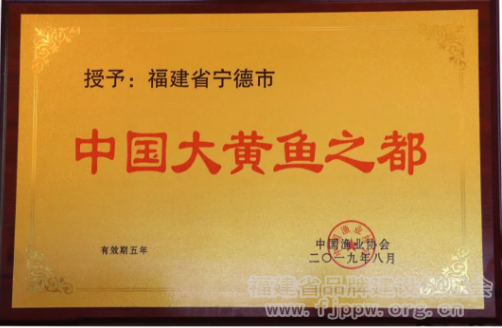 授予：福建省宁德市
中国大黄鱼之都
有效期五年
中国渔业协会
二〇一九年八月
福建省品牌建设促进会
www.fjppw.org.cn